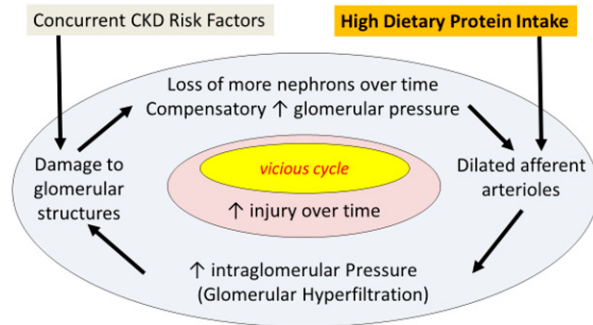 Concurrent CKD Risk Factors
High Dietary Protein Intake
Loss of more nephrons over time
Compensatory ↑ glomerular pressure
Damage to
glomerular
structures
vicious cycle
↑ injury over time
Dilated afferent
arterioles
↑ intraglomerular Pressure
(Glomerular Hyperfiltration)